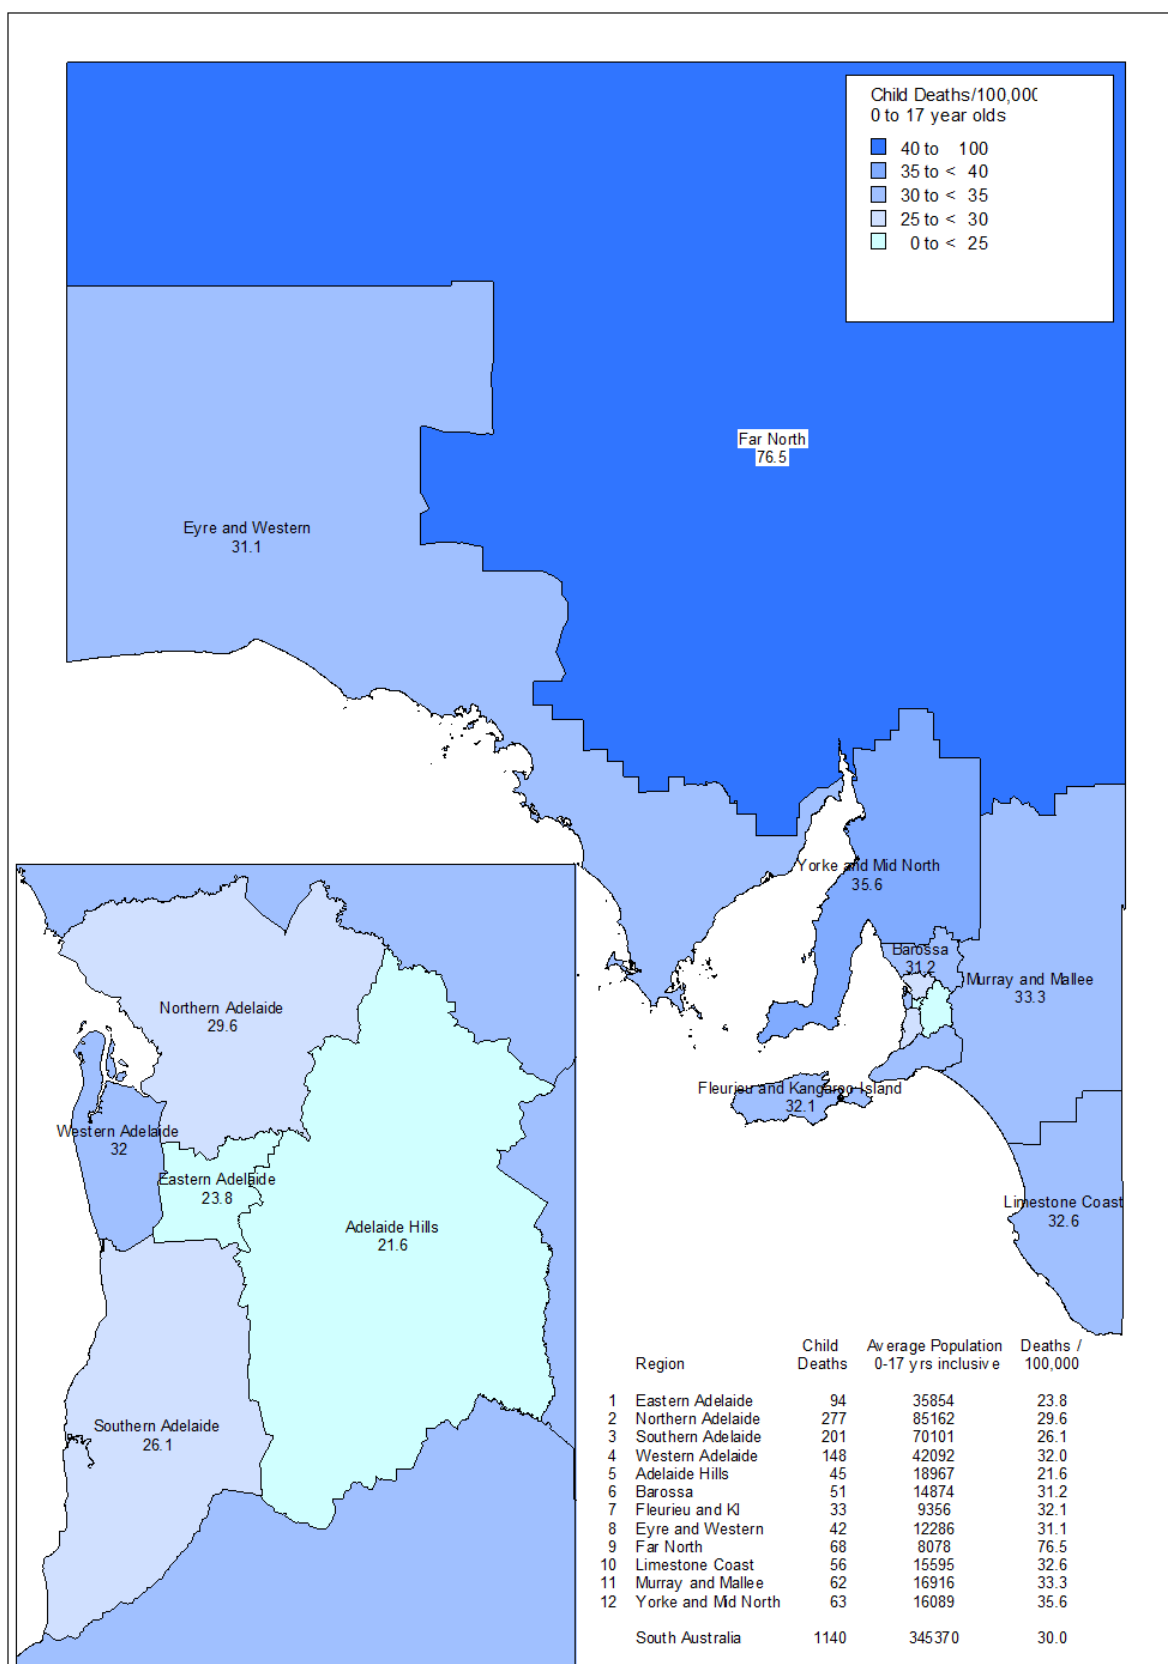 Child Deaths/100,000
0 to 17 year olds
40 to 100
35 to < 40
30 to < 35
25 to < 30
0 to < 25
Far North
76.5
Eyre and Western
31.1
Yorke and Mid North
35.6
Barossa
31.2
Murray and Mallee
33.3
Fleurieu and Kangaroo Island
32.1
Limestone Coast
32.6
Northern Adelaide
29.6
Western Adelaide
32
Eastern Adelaide
23.8
Adelaide Hills
21.6
Southern Adelaide
26.1
Child Average Population Deaths /
Region Deaths 0-17 yrs inclusive 100,000
1 Eastern Adelaide 94 35854 23.8
2 Northern Adelaide 277 85162 29.6
3 Southern Adelaide 201 70101 26.1
4 Western Adelaide 148 42092 32.0
5 Adelaide Hills 45 18967 21.6
6 Barossa 51 14874 31.2
7 Fleurieu and KI 33 9356 32.1
8 Eyre and Western 42 12286 31.1
9 Far North 68 8078 76.5
10 Limestone Coast 56 15595 32.6
11 Murray and Mallee 62 16916 33.3
12 Yorke and Mid North 63 16089 35.6
South Australia 1140 345370 30.0